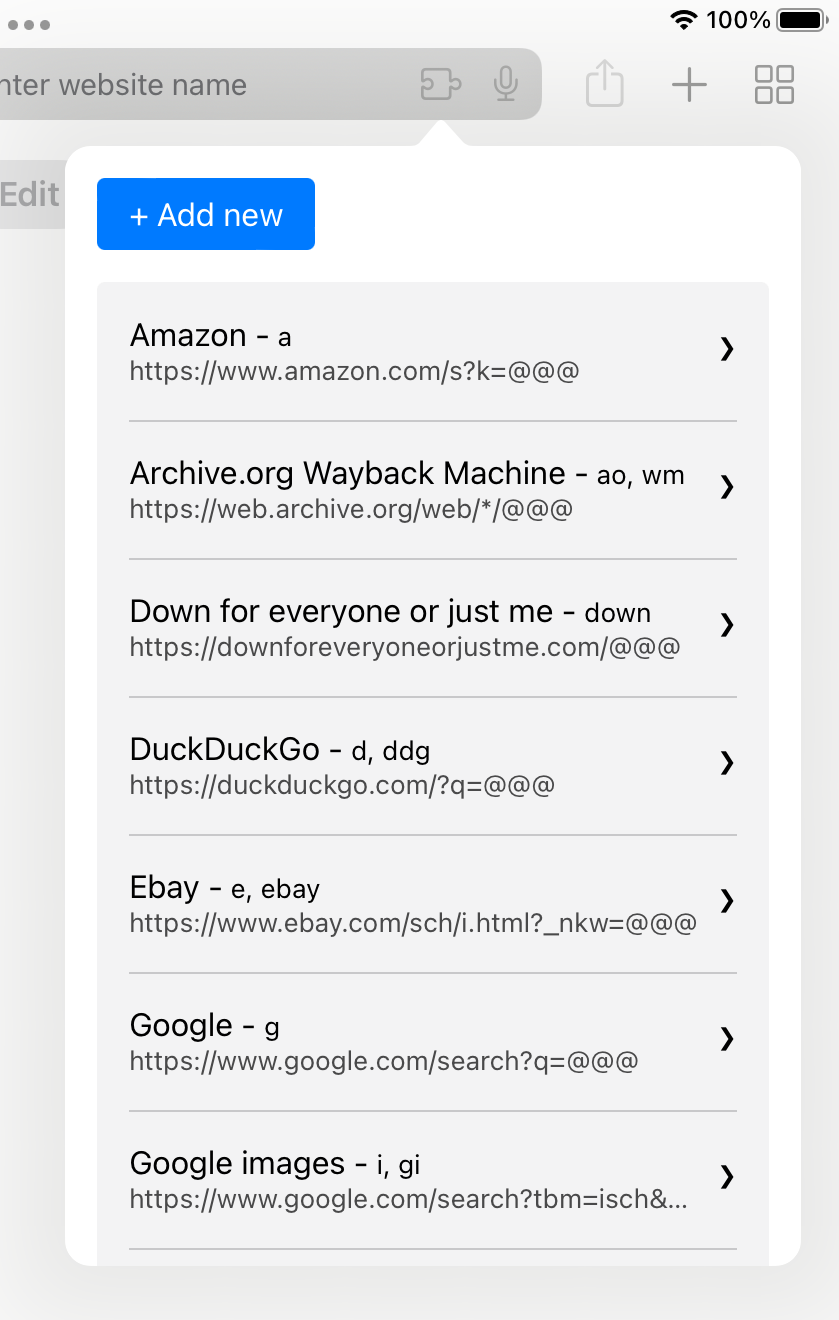 100%
nter website name
Edit
+ Add new
Amazon - a
https://www.amazon.com/s?k=@@@
Archive.org Wayback Machine - ao, wm
https://web.archive.org/web/*/@@@
Down for everyone or just me - down
https://downforeveryoneorjustme.com/@@@
DuckDuckGo - d, ddg
https://duckduckgo.com/?q=@@@
Ebay - e, ebay
https://www.ebay.com/sch/i.html?_nkw=@@@
Google - g
https://www.google.com/search?q=@@@
Google images - i, gi
https://www.google.com/search?tbm=isch&...